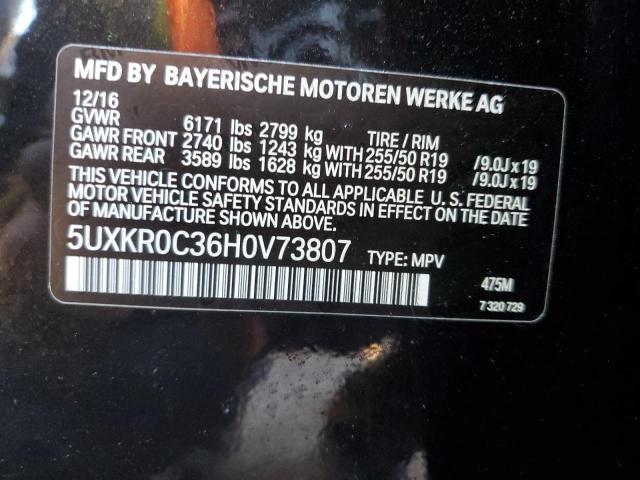 MFD BY BAYERISCHE MOTOREN WERKE AG
12/16
GVWR 6171 lbs 2799 kg TIRE / RIM
GAWR FRONT 2740 lbs 1243 kg WITH 255/50 R19 /9.0J x 19
GAWR REAR 3589 lbs 1628 kg WITH 255/50 R19 /9.0J x 19
THIS VEHICLE CONFORMS TO ALL APPLICABLE U. S. FEDERAL
MOTOR VEHICLE SAFETY STANDARDS IN EFFECT ON THE DATE OF
MANUFACTURE SHOWN ABOVE.
5UXKR0C36H0V73807 TYPE: MPV
475M
7 320 729